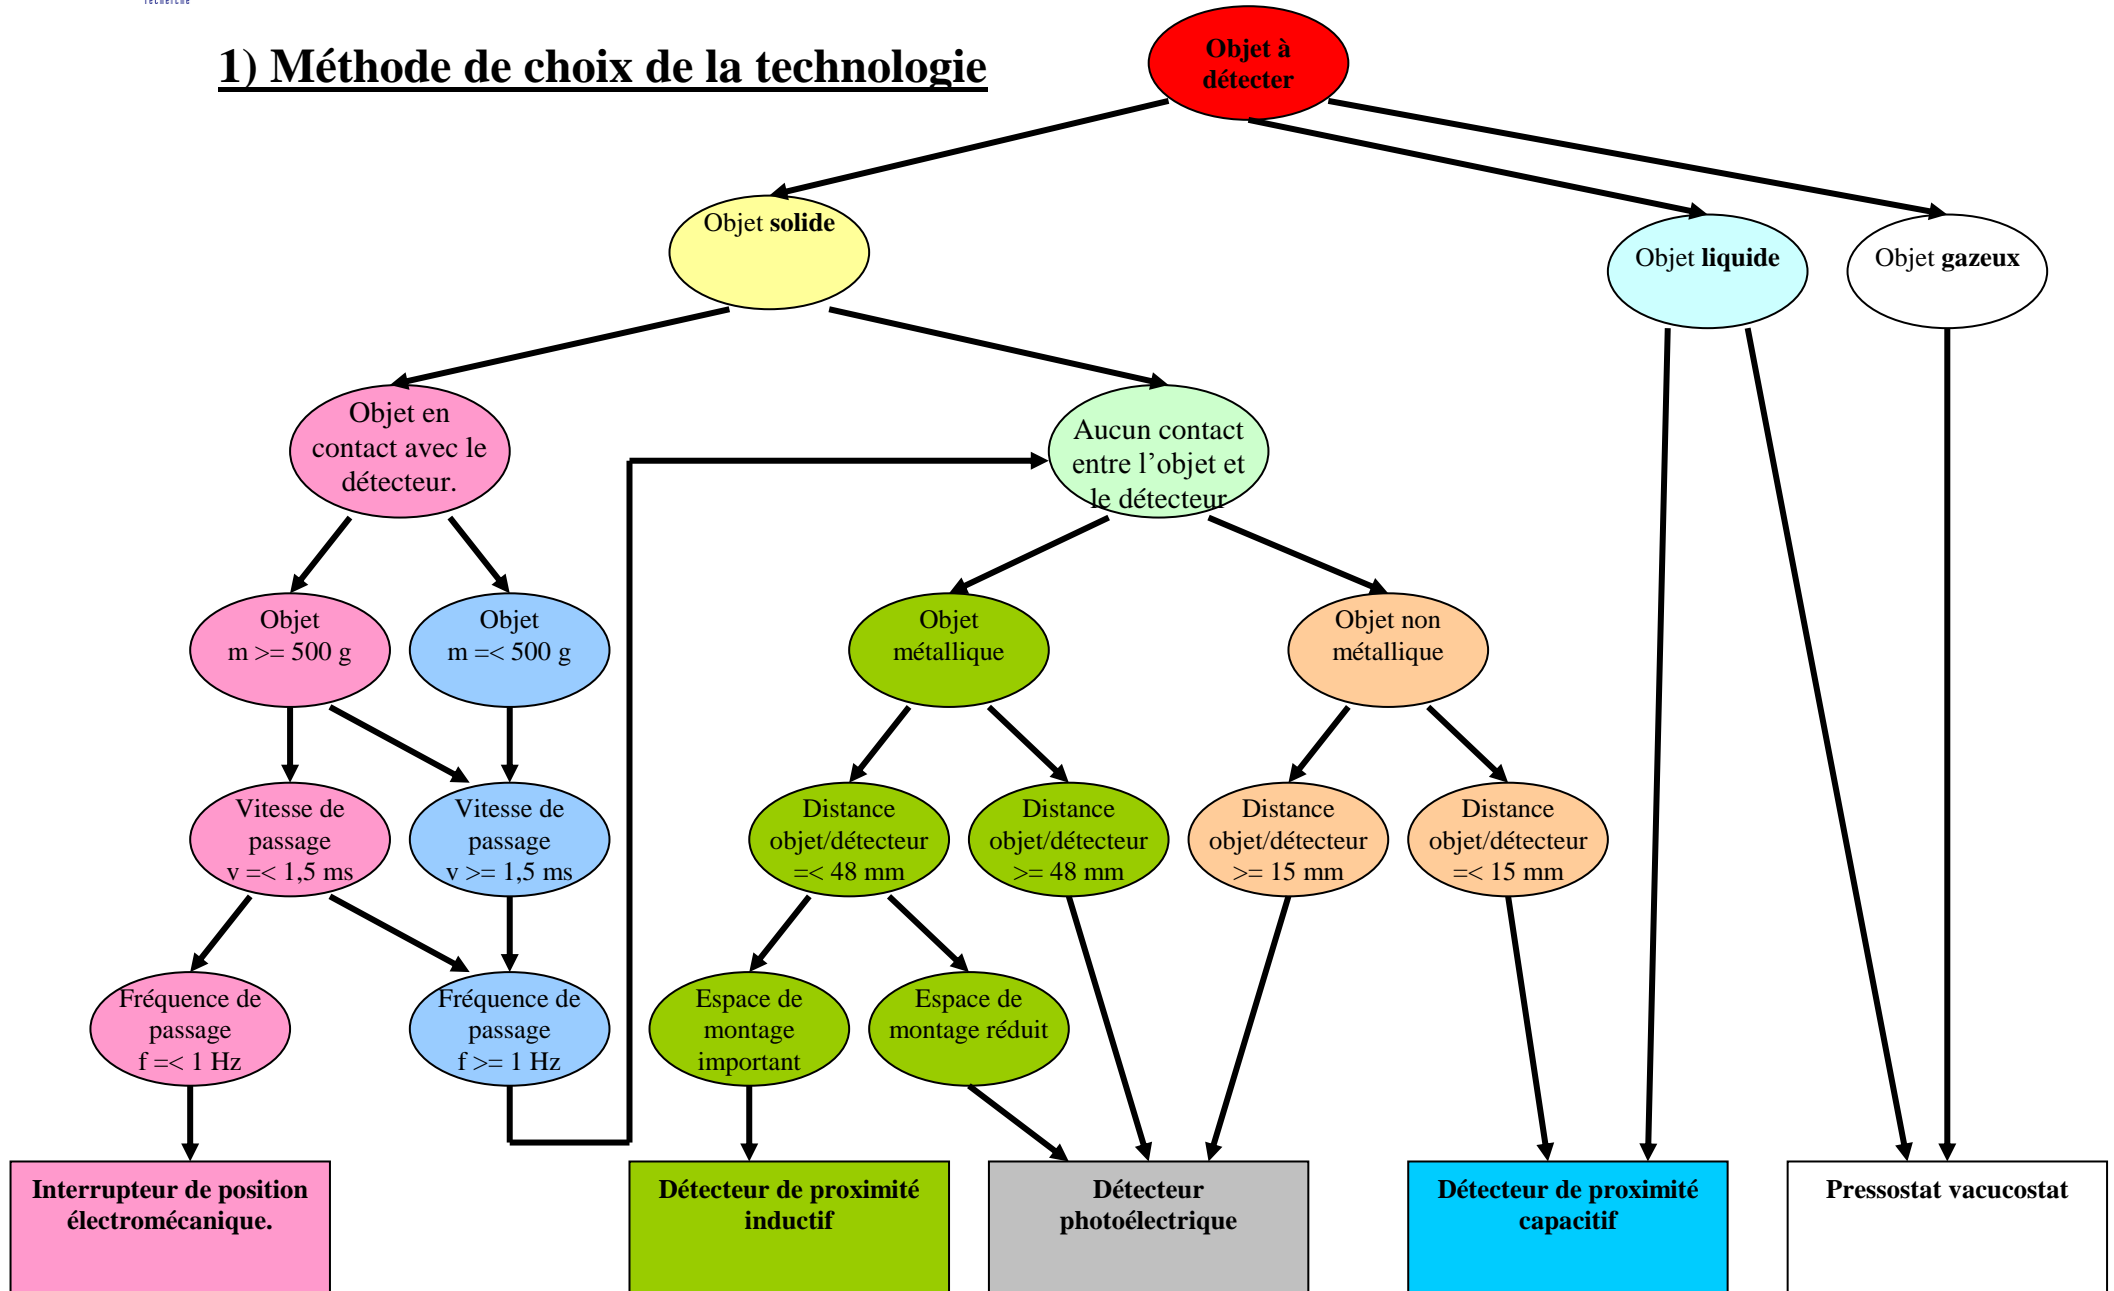 recherche
1) Méthode de choix de la technologie
Objet à
détecter
Objet solide
Objet liquide
Objet gazeux
Objet en
contact avec le
détecteur.
Aucun contact
entre l’objet et
le détecteur
Objet
m >= 500 g
Objet
m =< 500 g
Objet
métallique
Objet non
métallique
Vitesse de
passage
v =< 1,5 ms
Vitesse de
passage
v >= 1,5 ms
Distance
objet/détecteur
=< 48 mm
Distance
objet/détecteur
>= 48 mm
Distance
objet/détecteur
>= 15 mm
Distance
objet/détecteur
=< 15 mm
Fréquence de
passage
f =< 1 Hz
Fréquence de
passage
f >= 1 Hz
Espace de
montage
important
Espace de
montage réduit
Interrupteur de position
électromécanique.
Détecteur de proximité
inductif
Détecteur
photoélectrique
Détecteur de proximité
capacitif
Pressostat vacucostat